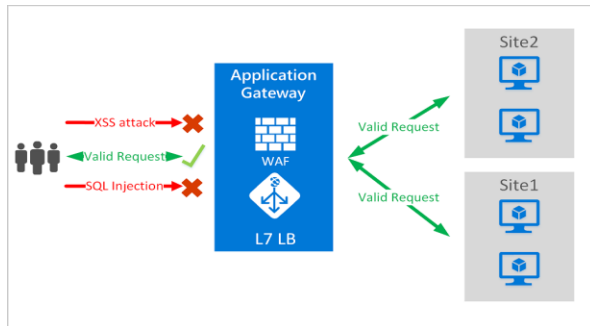 XSS attack
Valid Request
SQL Injection
Application
Gateway
WAF
L7 LB
Valid Request
Valid Request
Site2
Site1